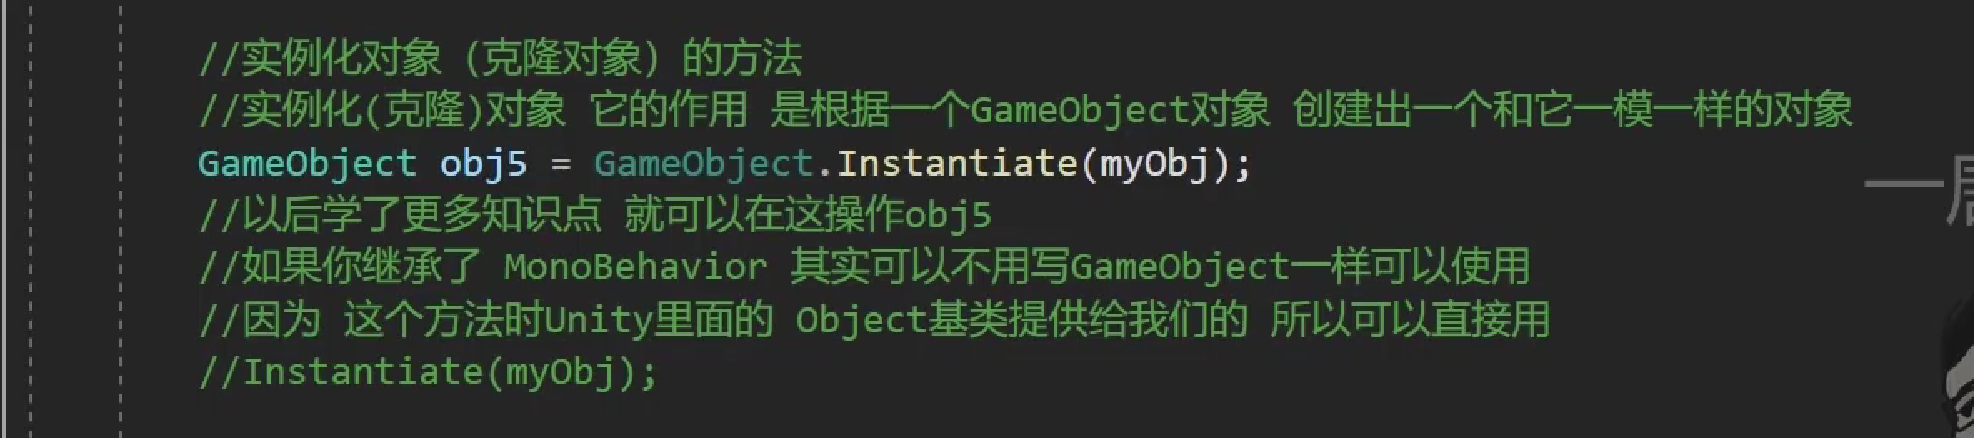 //实例化对象（克隆对象）的方法
//实例化(克隆)对象 它的作用 是根据一个GameObject对象 创建出一个和它一模一样的对象
GameObject obj5 = GameObject.Instantiate(myObj);
//以后学了更多知识点 就可以在这操作obj5
//如果你继承了 MonoBehavior 其实可以不用写GameObject一样可以使用
//因为 这个方法时Unity里面的 Object基类提供给我们的 所以可以直接用
//Instantiate(myObj);